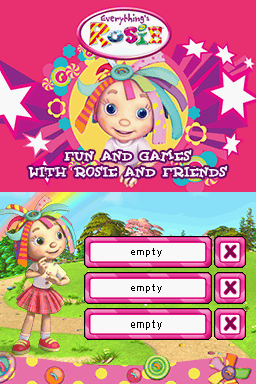 Everything's
Rosie
FUN AND GAMES
WITH ROSIE AND FRIENDS
empty
X
empty
X
empty
X